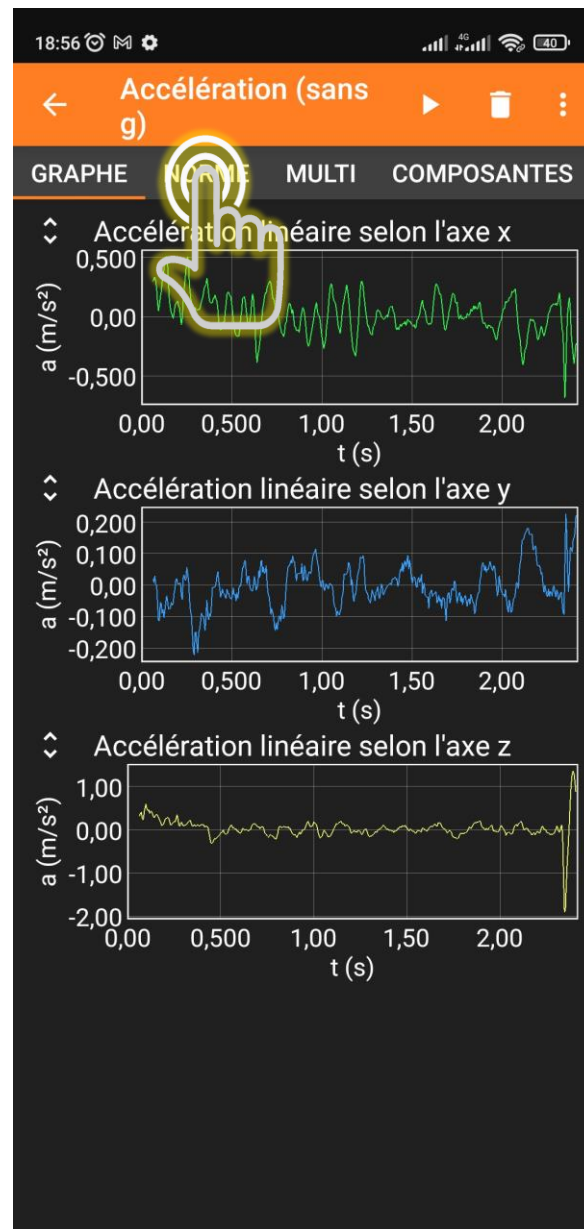 18:56 4G 40
Accélération (sans
g)
GRAPHE NORME MULTI COMPOSANTES
Accélération linéaire selon l'axe x
0,500
0,00
-0,500
a (m/s²)
0,00 0,500 1,00 1,50 2,00
t (s)
Accélération linéaire selon l'axe y
0,200
0,100
0,00
-0,100
-0,200
a (m/s²)
0,00 0,500 1,00 1,50 2,00
t (s)
Accélération linéaire selon l'axe z
1,00
0,00
-1,00
-2,00
a (m/s²)
0,00 0,500 1,00 1,50 2,00
t (s)